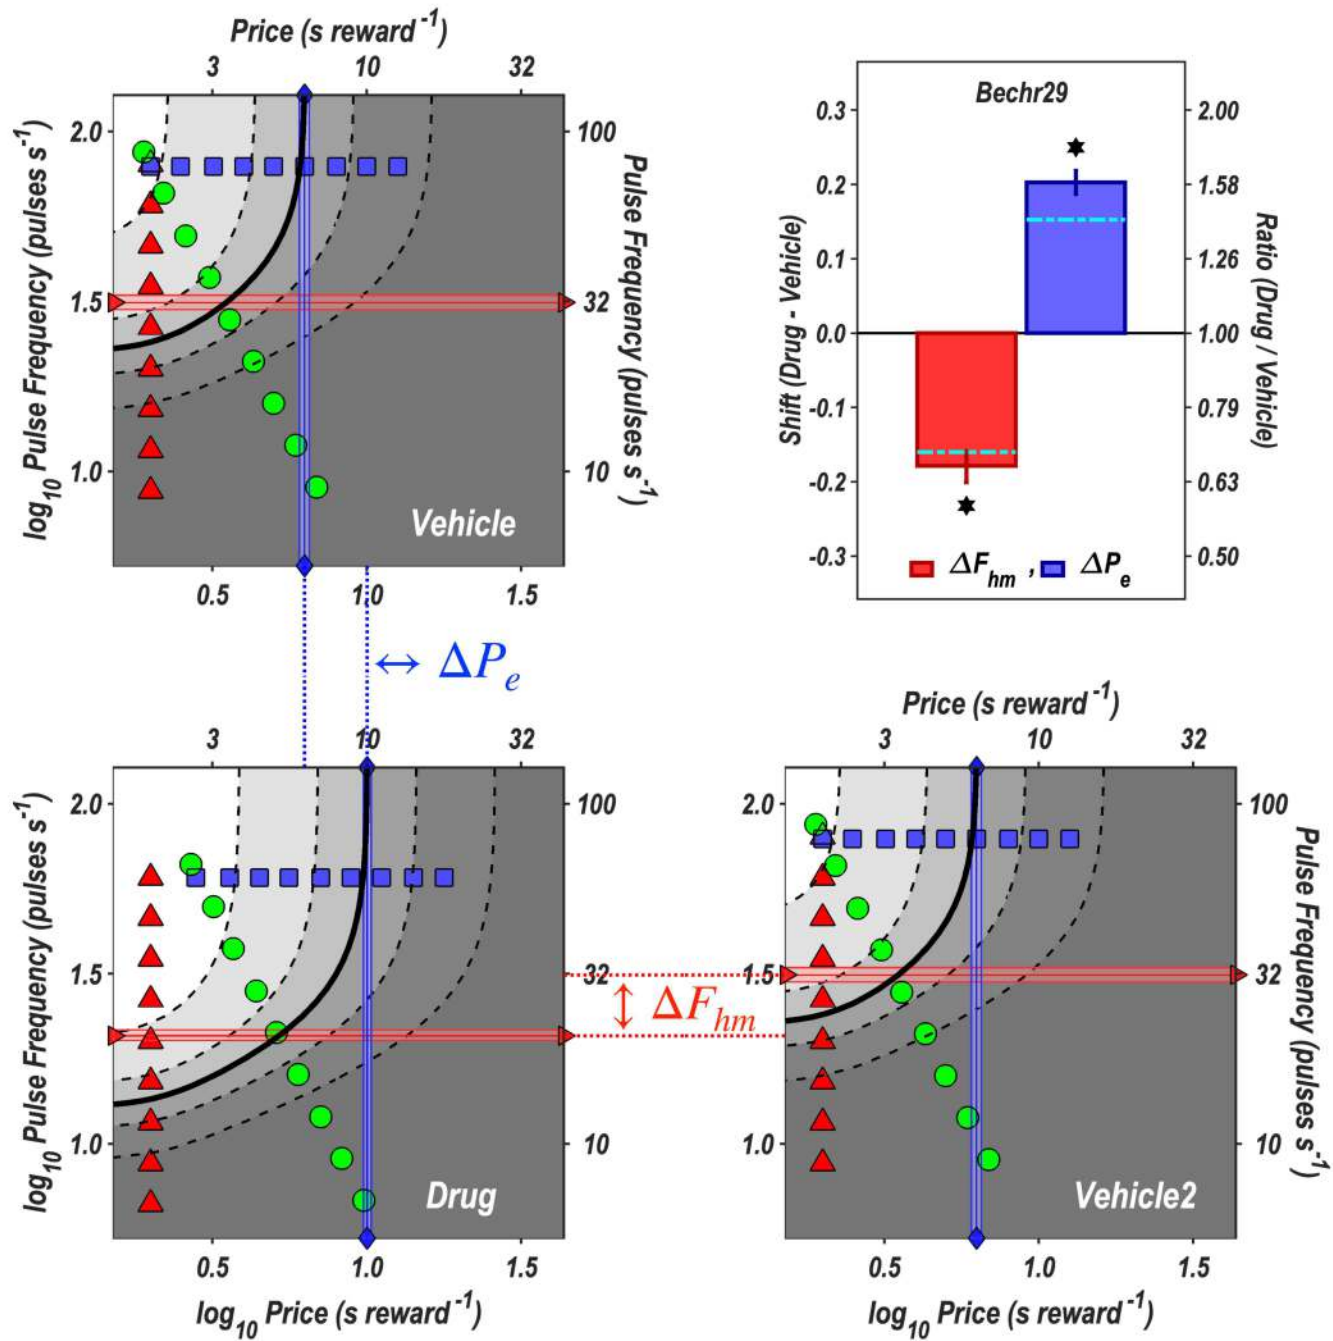 Price (s reward⁻¹)
3 10 32
log₁₀ Pulse Frequency (pulses s⁻¹)
2.0
1.5
1.0
100
32
10
Pulse Frequency (pulses s⁻¹)
Vehicle
0.5 1.0 1.5
Bechr29
Shift (Drug - Vehicle)
0.3
0.2
0.1
0.0
-0.1
-0.2
-0.3
2.00
1.58
1.26
1.00
0.79
0.63
0.50
Ratio (Drug / Vehicle)
ΔF_hm , ΔP_e
↔ ΔP_e
3 10 32
log₁₀ Pulse Frequency (pulses s⁻¹)
2.0
1.5
1.0
100
32
10
Drug
0.5 1.0 1.5
log₁₀ Price (s reward⁻¹)
↕ ΔF_hm
Price (s reward⁻¹)
3 10 32
2.0
1.5
1.0
100
32
10
Pulse Frequency (pulses s⁻¹)
Vehicle2
0.5 1.0 1.5
log₁₀ Price (s reward⁻¹)